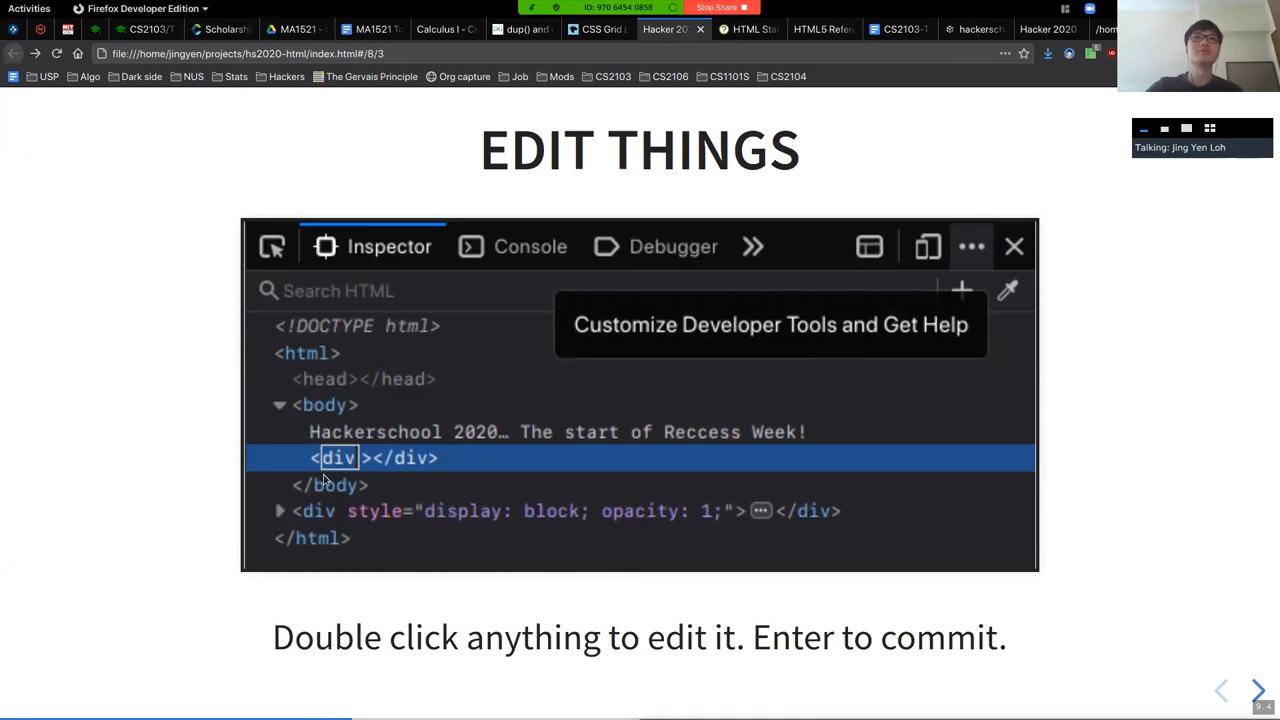 Activities
Firefox Developer Edition
ID: 970 6454 0858
Stop Share
CS2103/T
Scholarshi
MA1521 -
MA1521 To
Calculus I - C
dup() and
CSS Grid L
Hacker 20
HTML Sta
HTML5 Refere
CS2103-T
hackersch
Hacker 2020
/hom
file:///home/jingyen/projects/hs2020-html/index.html#/8/3
USP
Algo
Dark side
NUS
Stats
Hackers
The Gervais Principle
Org capture
Job
Mods
CS2103
CS2106
CS1101S
CS2104
Talking: Jing Yen Loh
EDIT THINGS
Inspector
Console
Debugger
Search HTML
Customize Developer Tools and Get Help
<!DOCTYPE html>
<html>
<head></head>
<body>
Hackerschool 2020… The start of Reccess Week!
<div ></div>
</body>
<div style="display: block; opacity: 1;"></div>
</html>
Double click anything to edit it. Enter to commit.
9.4